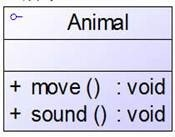 Animal
+ move () : void
+ sound () : void